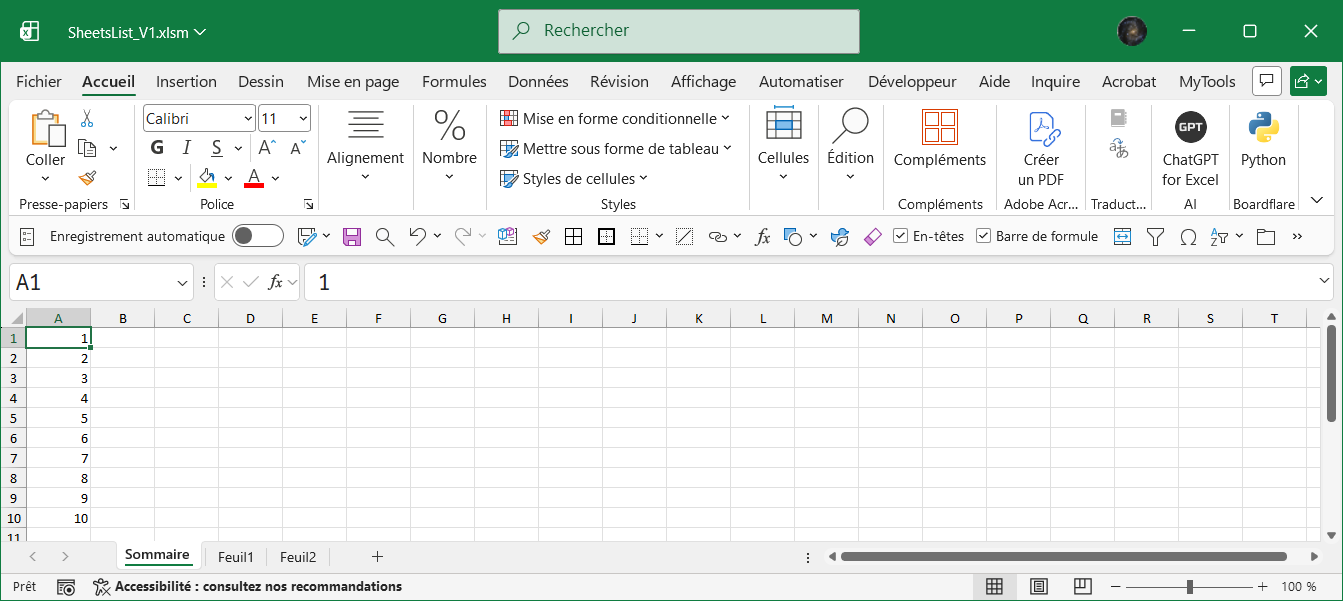 SheetsList_V1.xlsm
Rechercher
Fichier Accueil Insertion Dessin Mise en page Formules Données Révision Affichage Automatiser Développeur Aide Inquire Acrobat MyTools
Coller
Presse-papiers
Calibri 11
G I S A A
A
Police
Alignement
Nombre
%
Mise en forme conditionnelle
Mettre sous forme de tableau
Styles de cellules
Styles
Cellules
Édition
Compléments
Compléments
Créer
un PDF
Adobe Acr...
Traduct...
GPT
ChatGPT
for Excel
AI
Python
Boardflare
Enregistrement automatique fx En-têtes Barre de formule
A1 fx 1
A B C D E F G H I J K L M N O P Q R S T
1 1
2 2
3 3
4 4
5 5
6 6
7 7
8 8
9 9
10 10
11
Sommaire Feuil1 Feuil2
Prêt Accessibilité : consultez nos recommandations 100 %